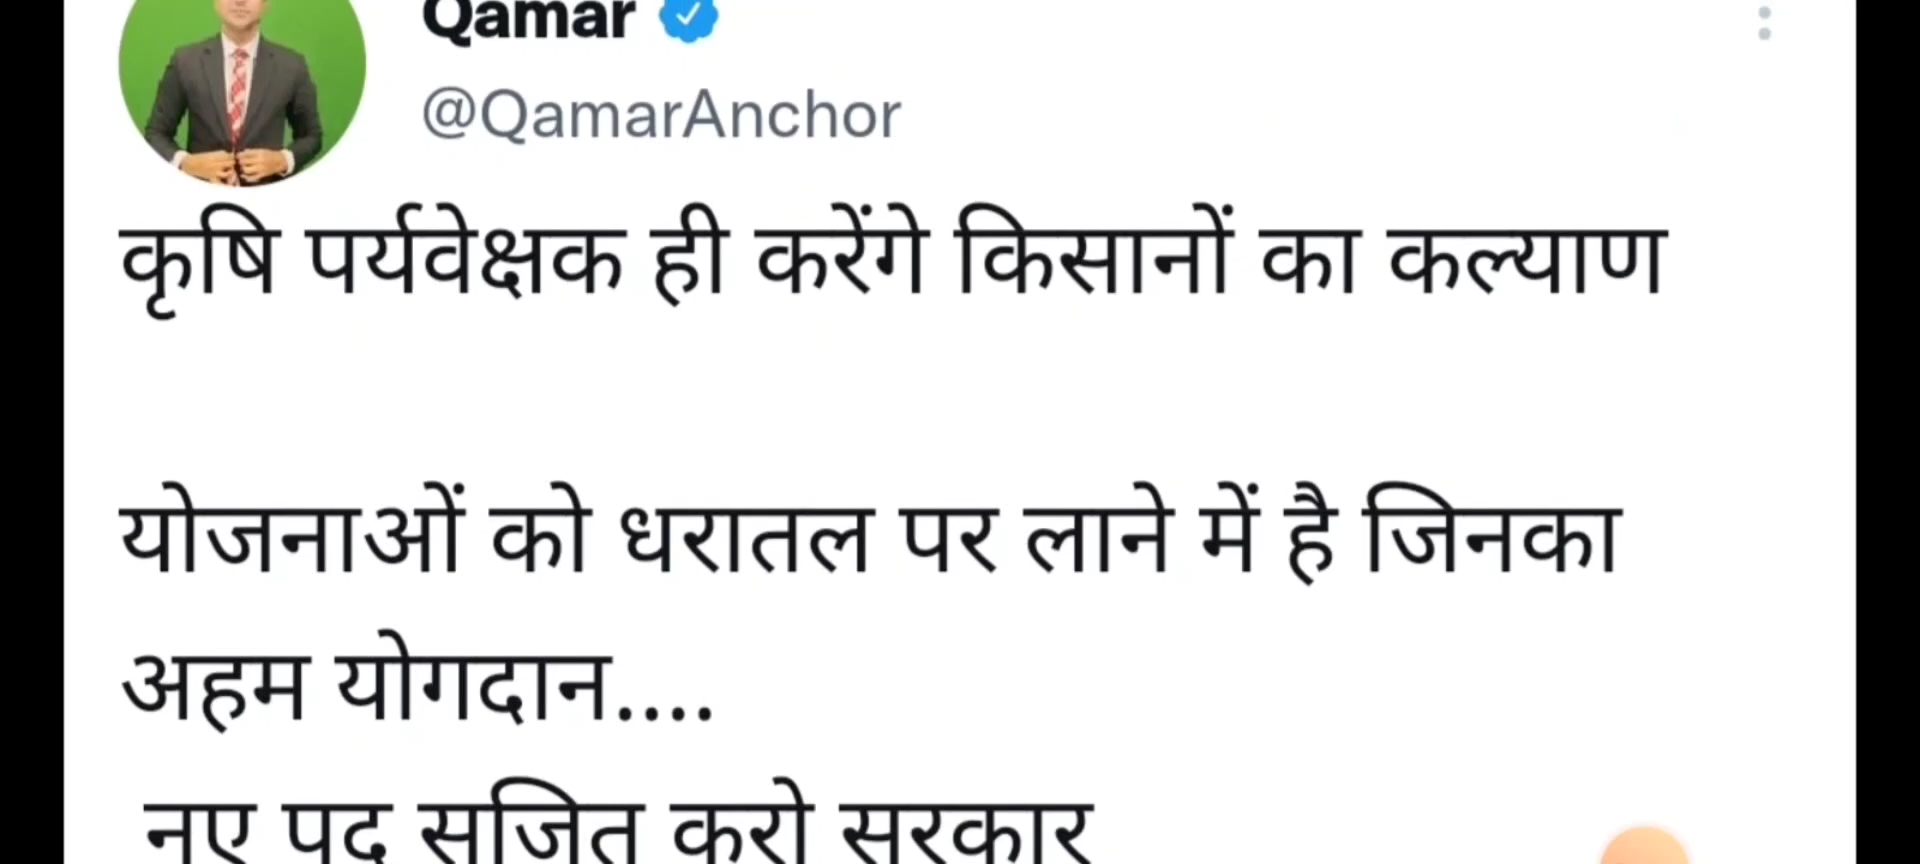 Qamar
@QamarAnchor
कृषि पर्यवेक्षक ही करेंगे किसानों का कल्याण
योजनाओं को धरातल पर लाने में है जिनका
अहम योगदान....
नए पद सृजित करो सरकार